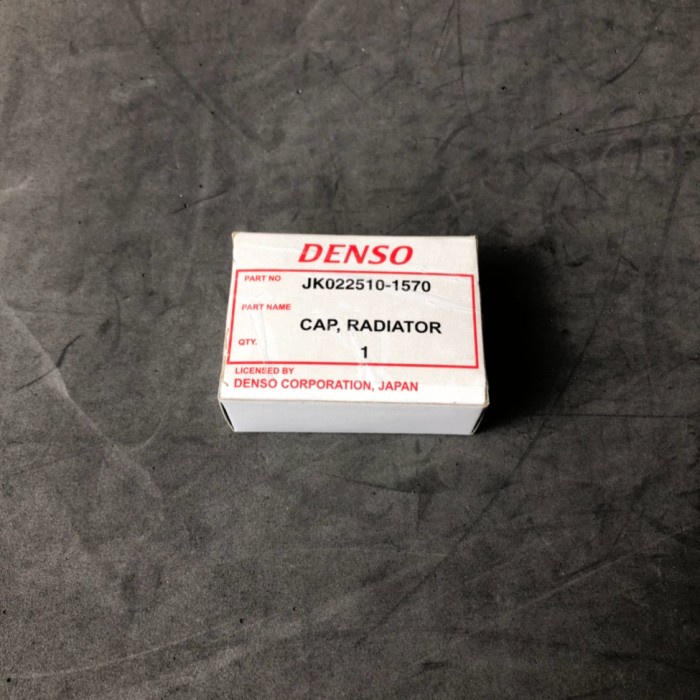 DENSO
PART NO JK022510-1570
PART NAME
CAP, RADIATOR
QTY. 1
LICENSED BY
DENSO CORPORATION, JAPAN